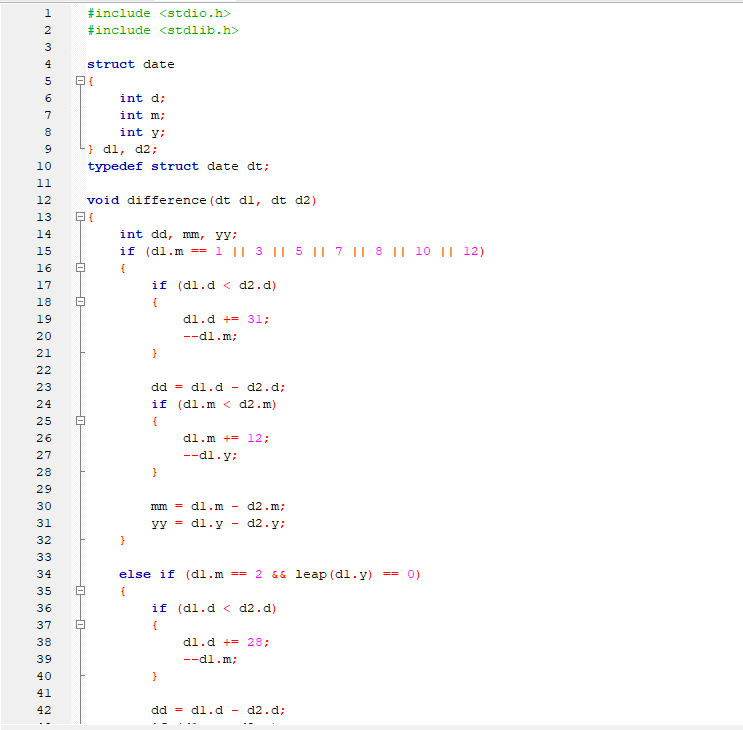 1 #include <stdio.h>
2 #include <stdlib.h>
3
4 struct date
5 {
6 int d;
7 int m;
8 int y;
9 } d1, d2;
10 typedef struct date dt;
11
12 void difference(dt d1, dt d2)
13 {
14 int dd, mm, yy;
15 if (d1.m == 1 || 3 || 5 || 7 || 8 || 10 || 12)
16 {
17 if (d1.d < d2.d)
18 {
19 d1.d += 31;
20 --d1.m;
21 }
22
23 dd = d1.d - d2.d;
24 if (d1.m < d2.m)
25 {
26 d1.m += 12;
27 --d1.y;
28 }
29
30 mm = d1.m - d2.m;
31 yy = d1.y - d2.y;
32 }
33
34 else if (d1.m == 2 && leap(d1.y) == 0)
35 {
36 if (d1.d < d2.d)
37 {
38 d1.d += 28;
39 --d1.m;
40 }
41
42 dd = d1.d - d2.d;